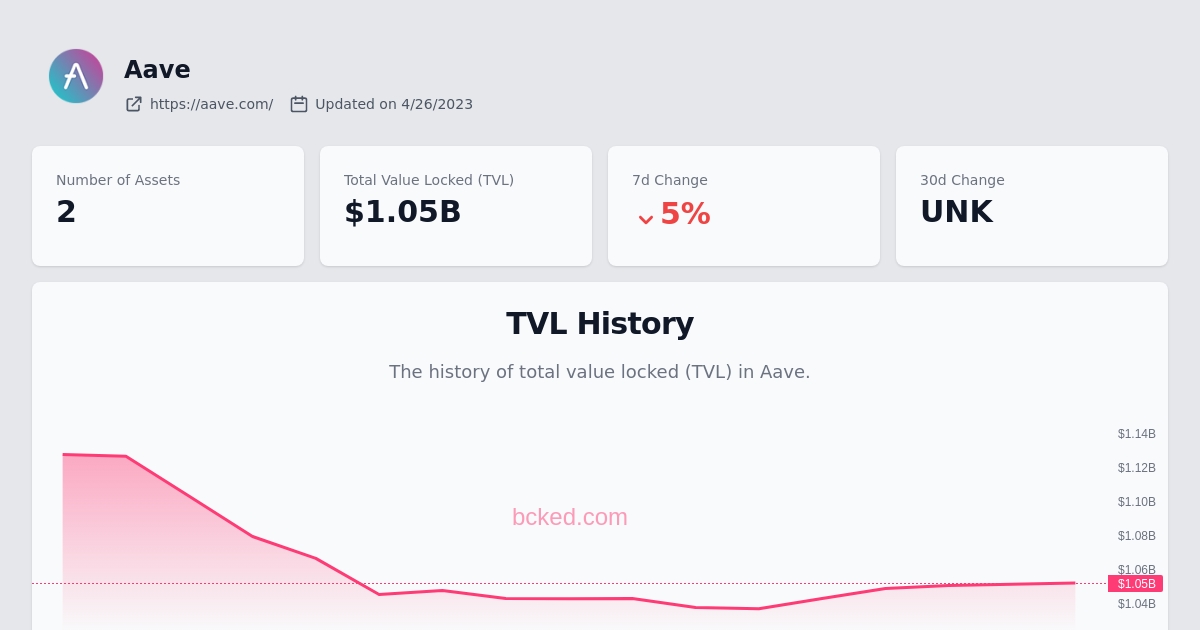 Aave
https://aave.com/ Updated on 4/26/2023
Number of Assets
2
Total Value Locked (TVL)
$1.05B
7d Change
5%
30d Change
UNK
TVL History
The history of total value locked (TVL) in Aave.
$1.14B
$1.12B
$1.10B
bcked.com
$1.08B
$1.06B
$1.05B
$1.04B